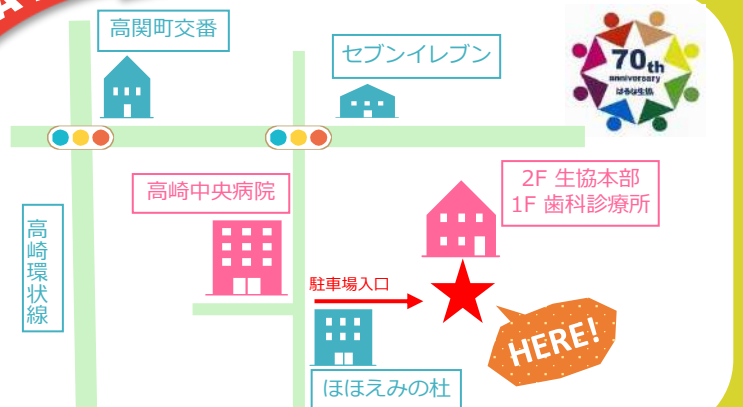 高関町交番
セブンイレブン
70th
anniversary
はるな生協
高崎中央病院
2F 生協本部
1F 歯科診療所
高崎環状線
駐車場入口
HERE!
ほほえみの杜